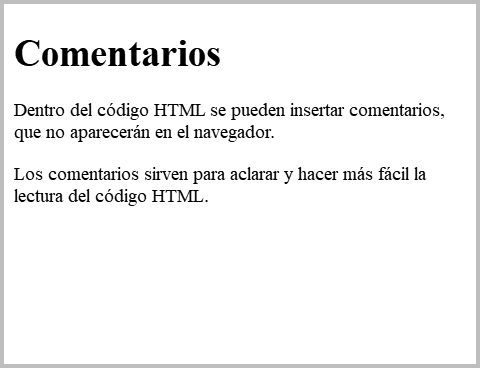 Comentarios
Dentro del código HTML se pueden insertar comentarios,
que no aparecerán en el navegador.
Los comentarios sirven para aclarar y hacer más fácil la
lectura del código HTML.